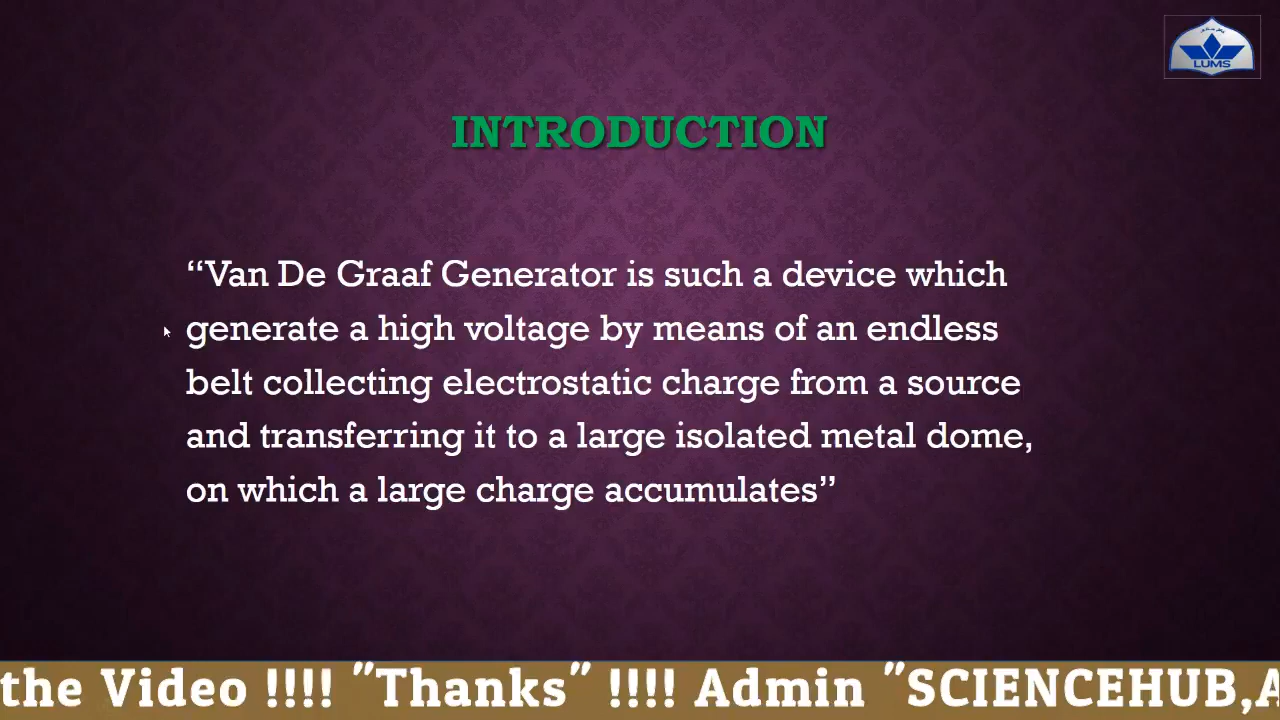 LUMS
INTRODUCTION
“Van De Graaf Generator is such a device which
generate a high voltage by means of an endless
belt collecting electrostatic charge from a source
and transferring it to a large isolated metal dome,
on which a large charge accumulates”
the Video !!!! "Thanks" !!!! Admin "SCIENCEHUB,A